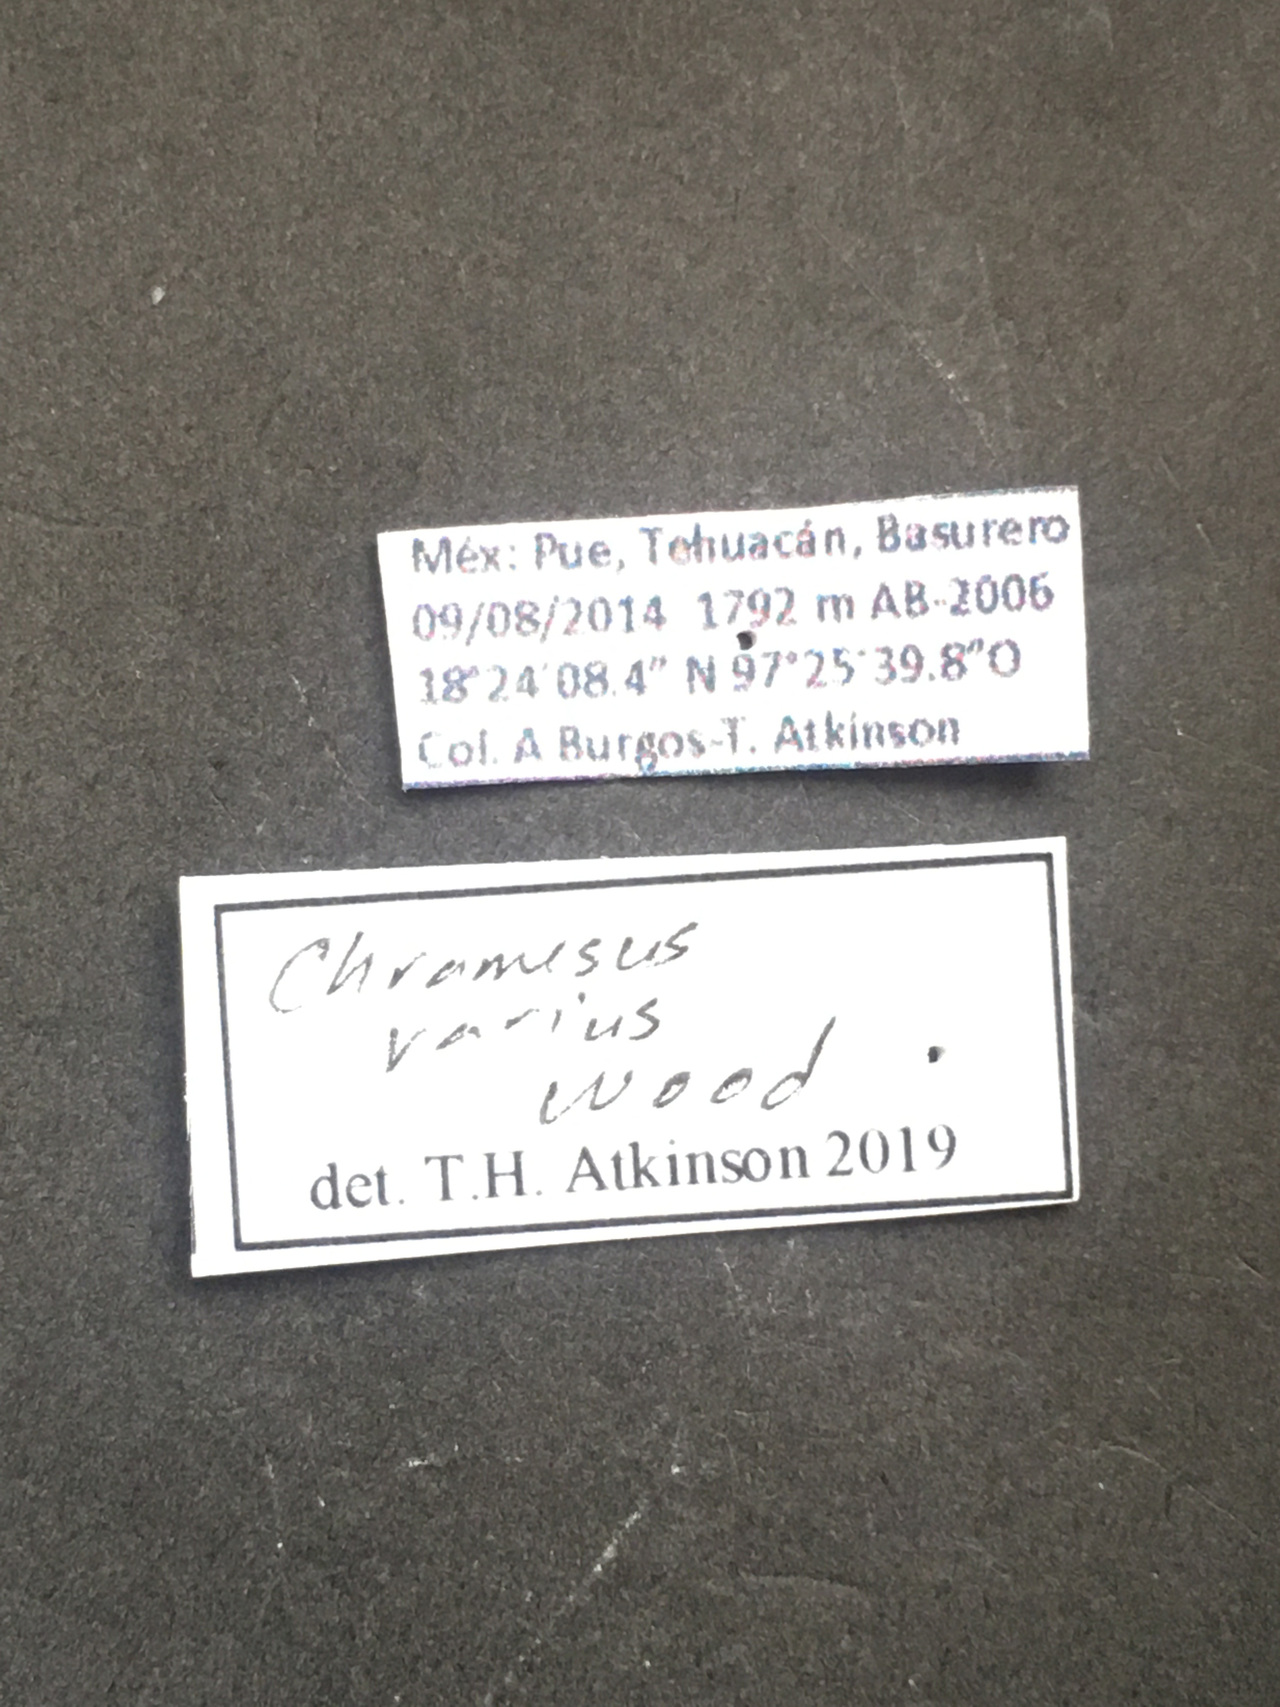 Méx: Pue, Tehuacán, Basurero
09/08/2014 1792 m AB-2006
18°24'08.4" N 97°25'39.8"O
Col. A Burgos-T. Atkinson
Chramesus
varius
Wood
det. T.H. Atkinson 2019